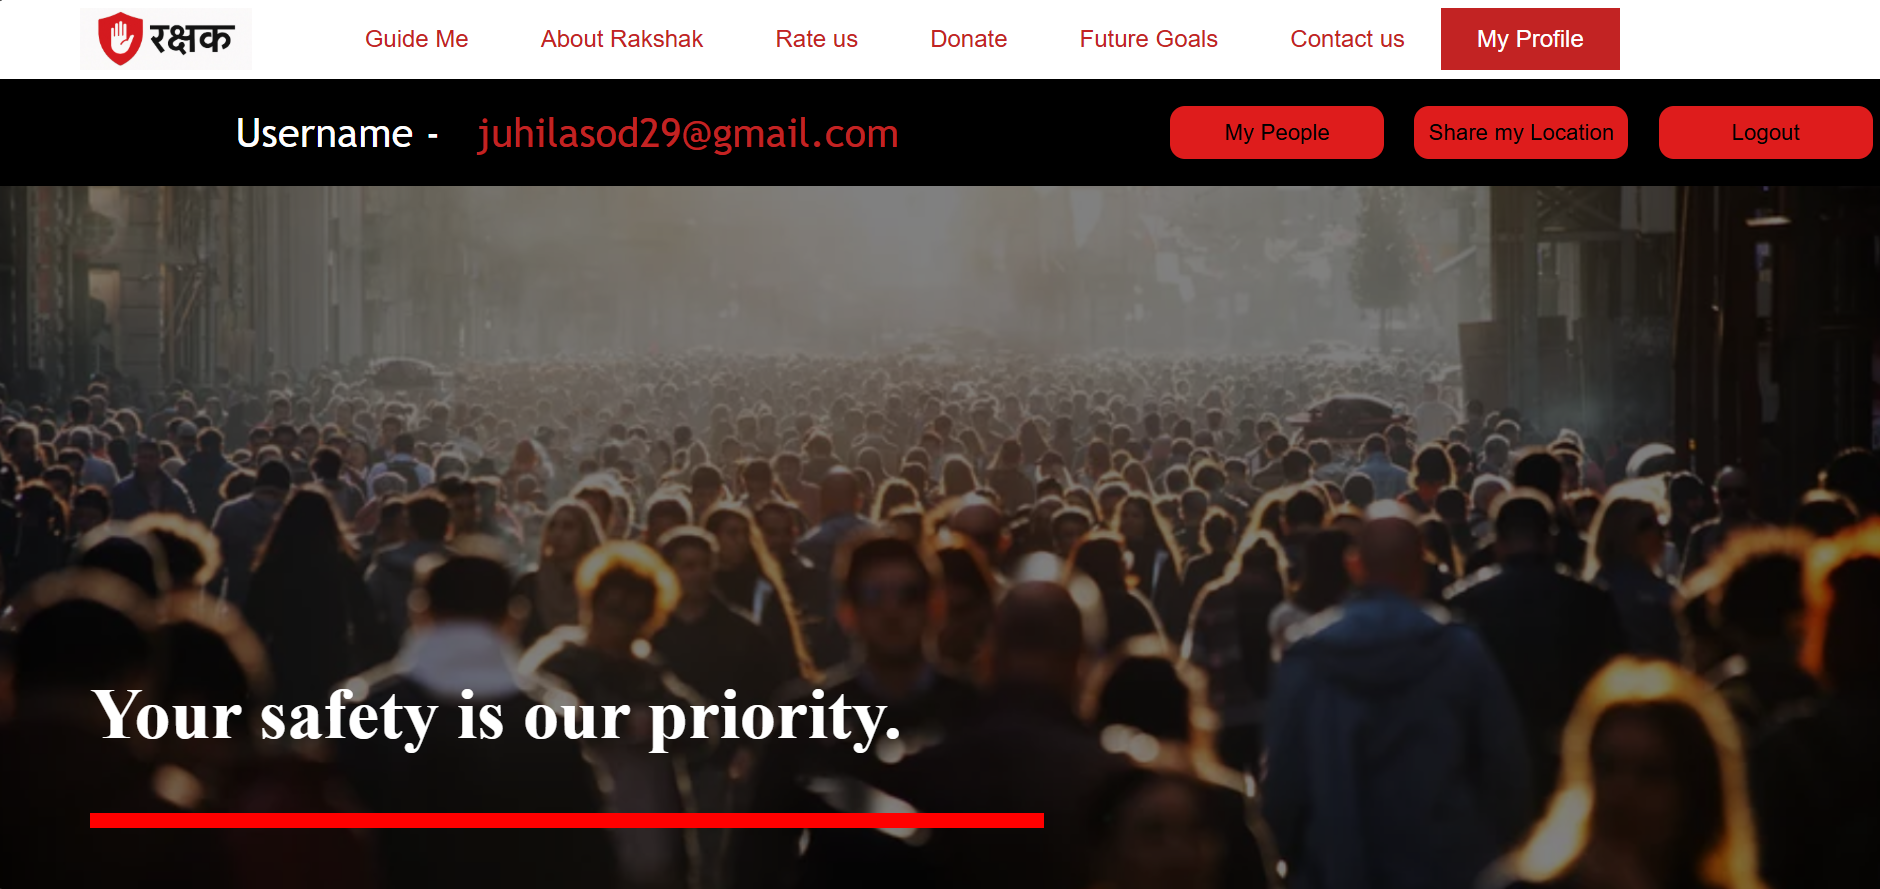 रक्षक Guide Me About Rakshak Rate us Donate Future Goals Contact us My Profile
Username - juhilasod29@gmail.com My People Share my Location Logout
Your safety is our priority.